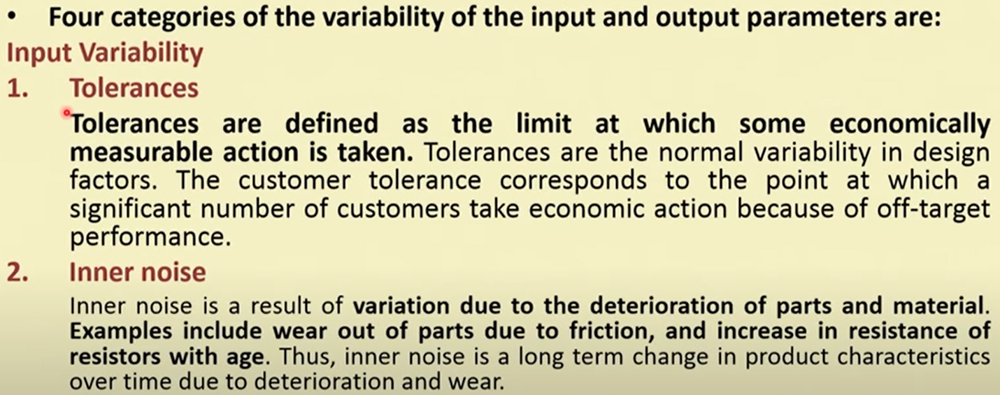 • Four categories of the variability of the input and output parameters are:
Input Variability
1. Tolerances
Tolerances are defined as the limit at which some economically
measurable action is taken. Tolerances are the normal variability in design
factors. The customer tolerance corresponds to the point at which a
significant number of customers take economic action because of off-target
performance.
2. Inner noise
Inner noise is a result of variation due to the deterioration of parts and material.
Examples include wear out of parts due to friction, and increase in resistance of
resistors with age. Thus, inner noise is a long term change in product characteristics
over time due to deterioration and wear.